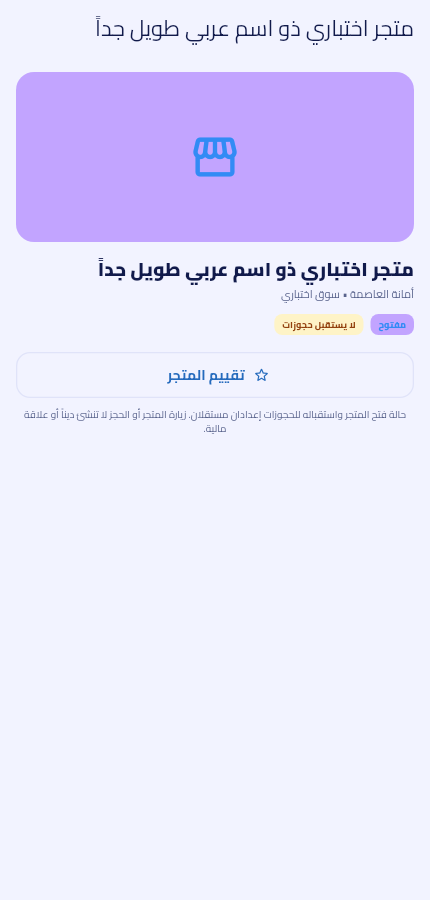 متجر اختباري ذو اسم عربي طويل جداً
متجر اختباري ذو اسم عربي طويل جداً
أمانة العاصمة • سوق اختباري
مفتوح
لا يستقبل حجوزات
تقييم المتجر
حالة فتح المتجر واستقباله للحجوزات إعدادان مستقلان. زيارة المتجر أو الحجز لا تنشئ ديناً أو علاقة
مالية.